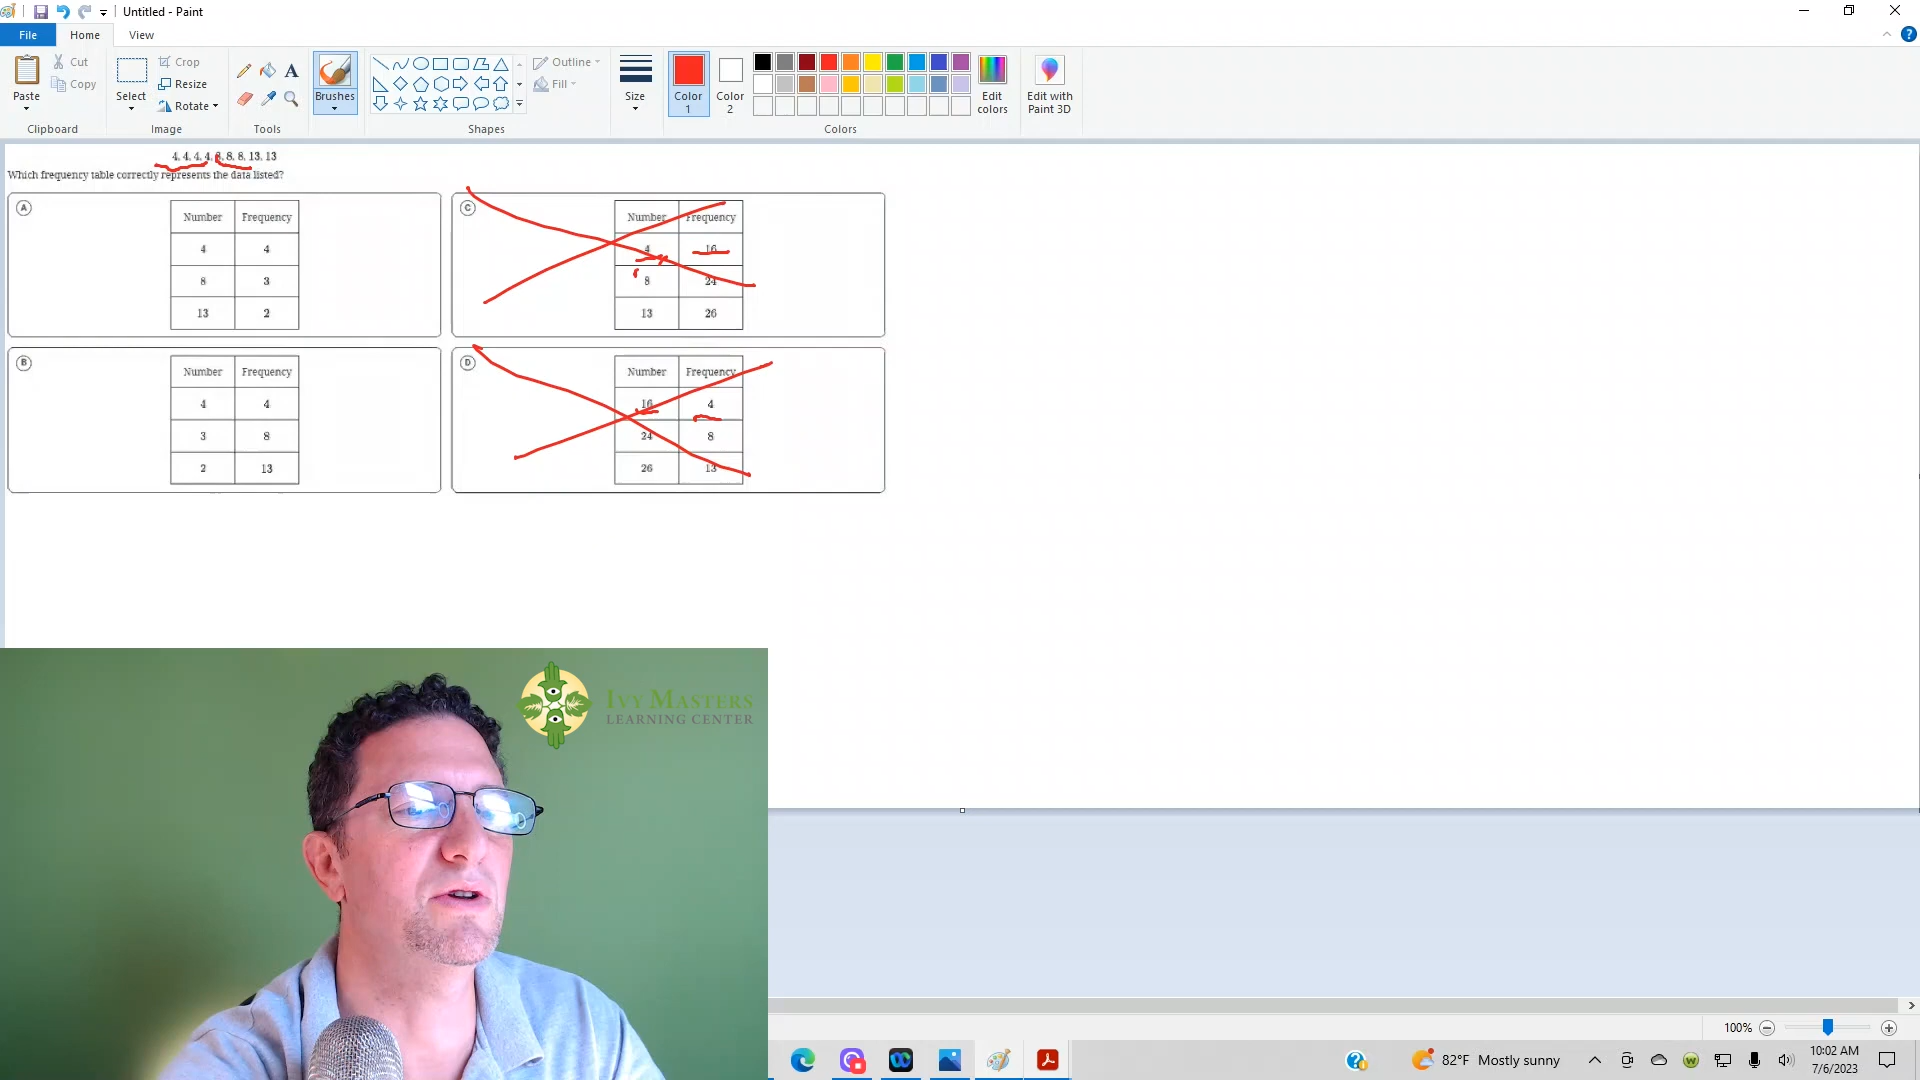 Untitled - Paint
File
Home
View
Paste
Cut
Copy
Clipboard
Select
Crop
Resize
Rotate
Image
A
Tools
Brushes
Outline
Fill
Shapes
Size
Color 1
Color 2
Edit colors
Colors
Edit with Paint 3D
4, 4, 4, 4, 8, 8, 8, 13, 13
Which frequency table correctly represents the data listed?
A
Number Frequency
4 4
8 3
13 2
C
Number Frequency
4 16
8 24
13 26
B
Number Frequency
4 4
3 8
2 13
D
Number Frequency
16 4
24 8
26 13
IVY MASTERS
LEARNING CENTER
100%
82°F Mostly sunny
10:02 AM
7/6/2023